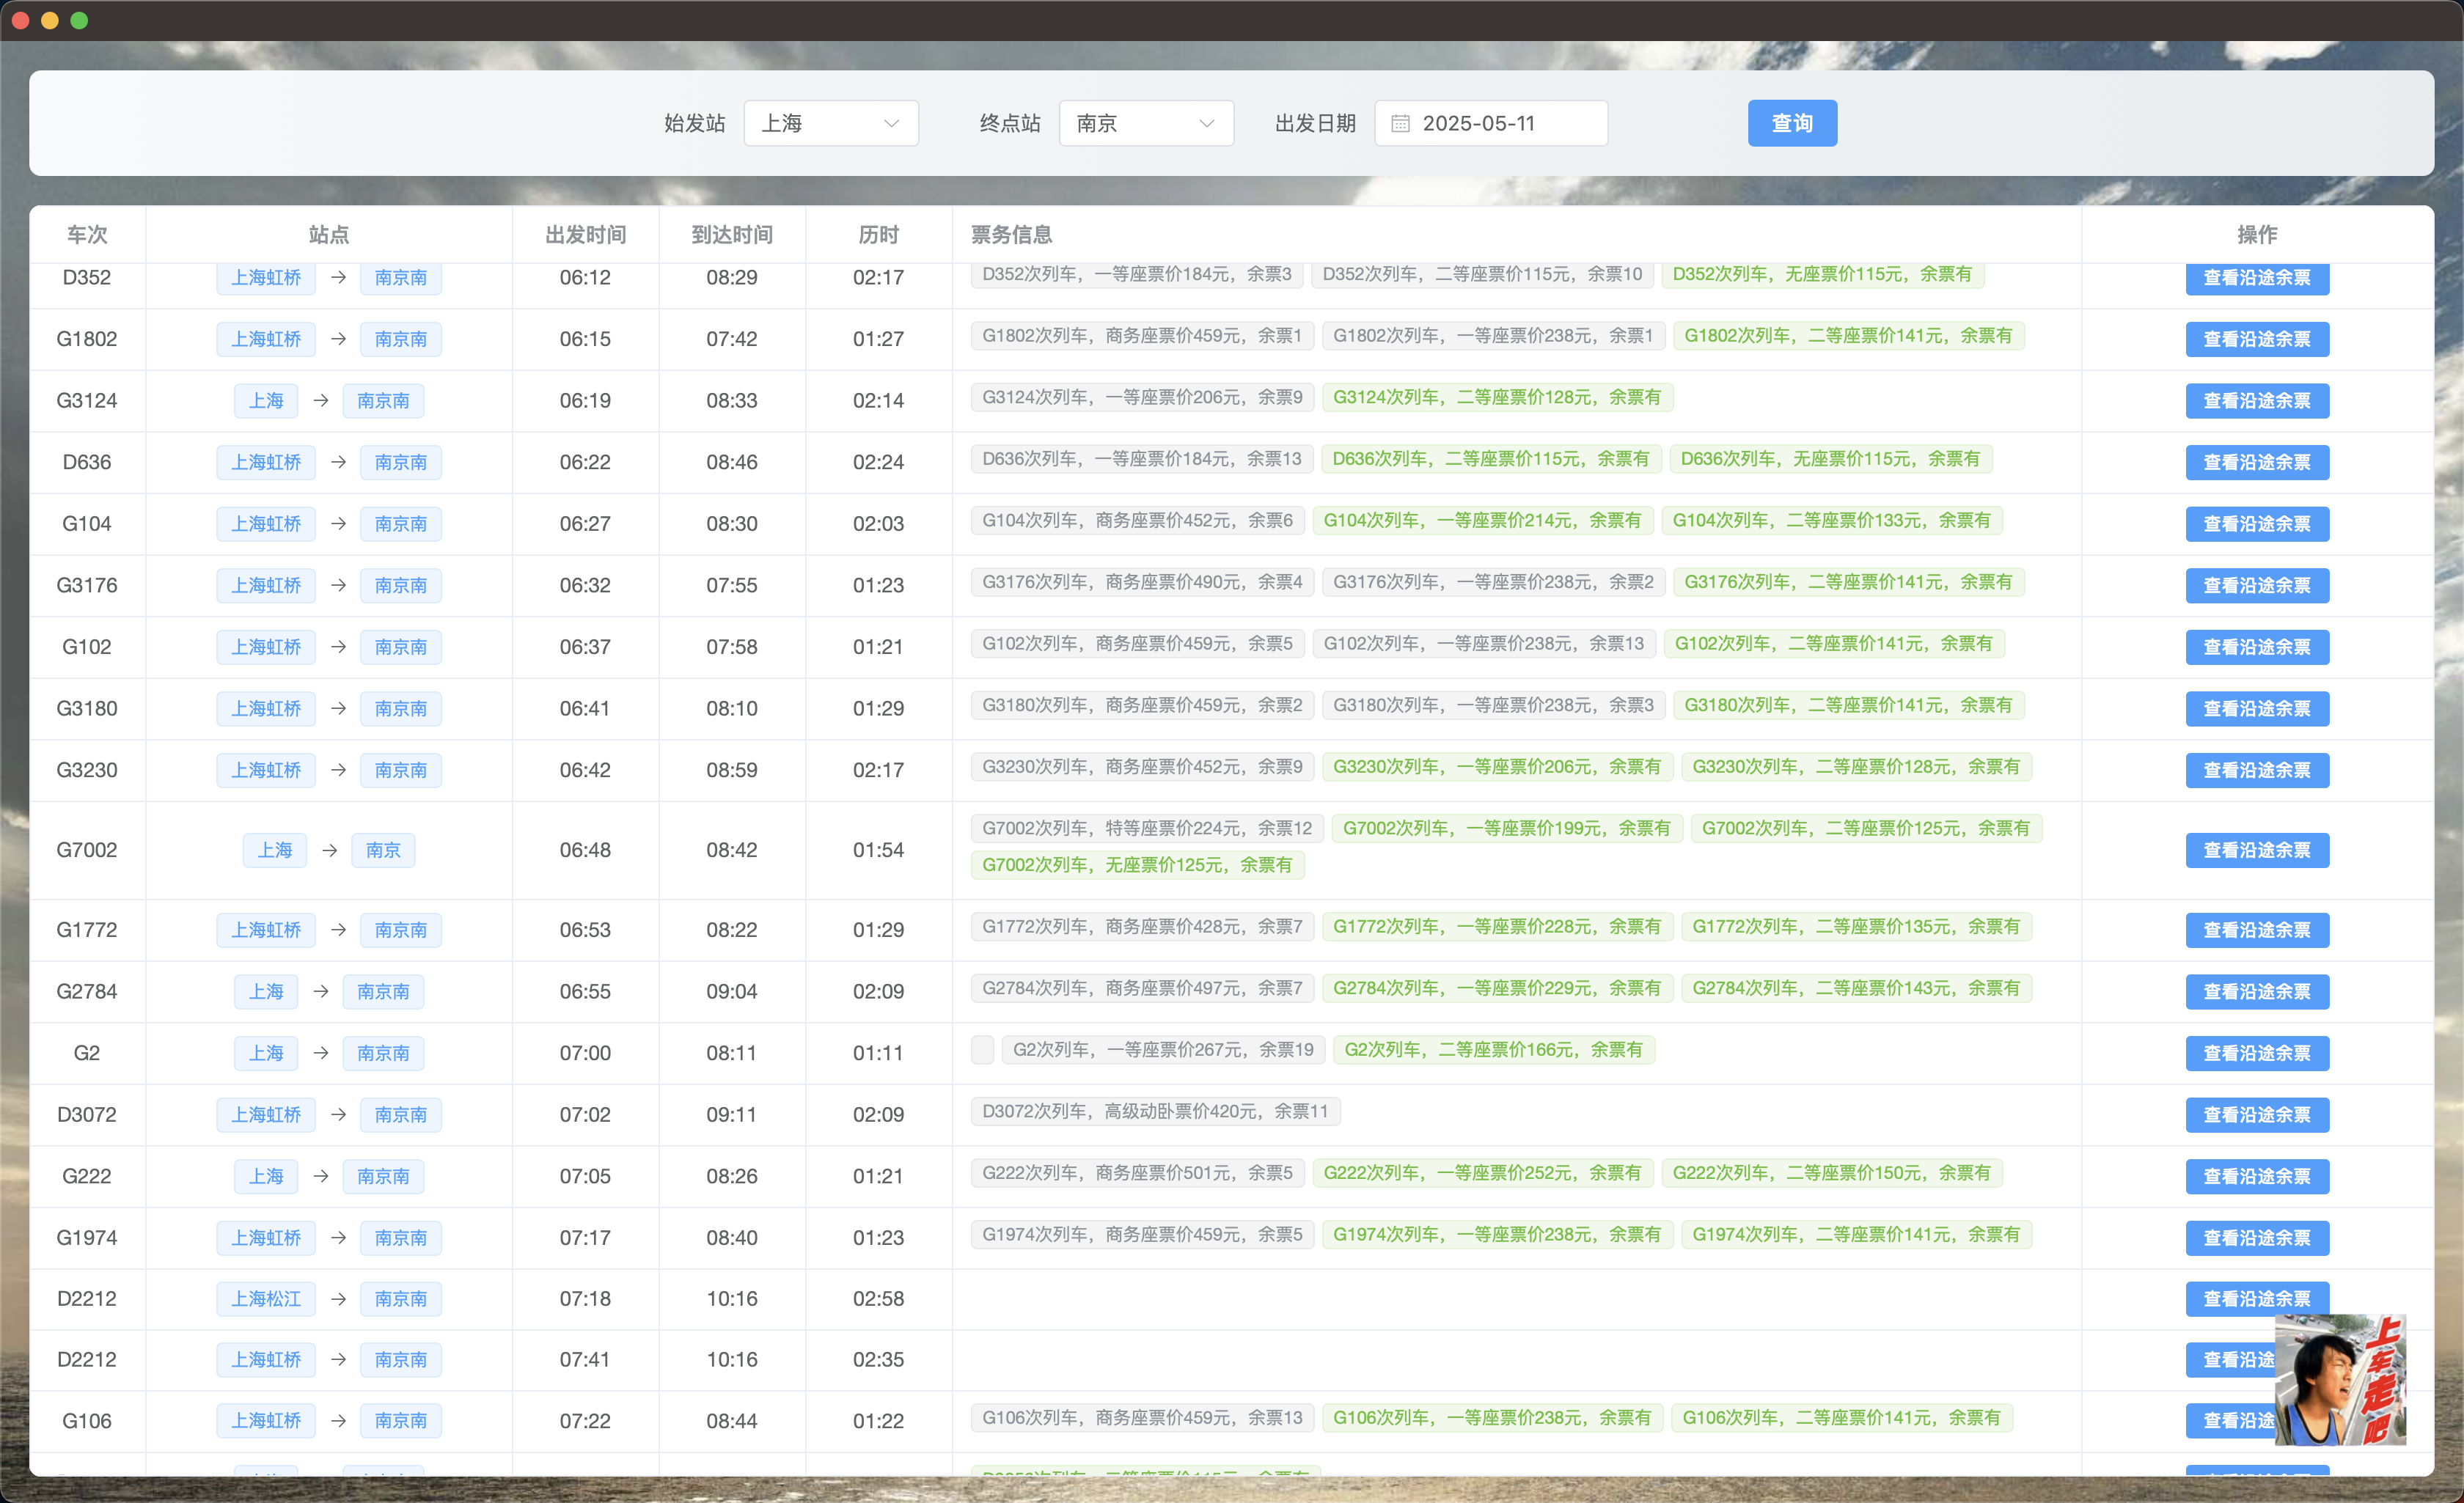 始发站 上海 终点站 南京 出发日期 2025-05-11 查询
车次 站点 出发时间 到达时间 历时 票务信息 操作
D352 上海虹桥 → 南京南 06:12 08:29 02:17 D352次列车，一等座票价184元，余票3 D352次列车，二等座票价115元，余票10 D352次列车，无座票价115元，余票有 查看沿途余票
G1802 上海虹桥 → 南京南 06:15 07:42 01:27 G1802次列车，商务座票价459元，余票1 G1802次列车，一等座票价238元，余票1 G1802次列车，二等座票价141元，余票有 查看沿途余票
G3124 上海 → 南京南 06:19 08:33 02:14 G3124次列车，一等座票价206元，余票9 G3124次列车，二等座票价128元，余票有 查看沿途余票
D636 上海虹桥 → 南京南 06:22 08:46 02:24 D636次列车，一等座票价184元，余票13 D636次列车，二等座票价115元，余票有 D636次列车，无座票价115元，余票有 查看沿途余票
G104 上海虹桥 → 南京南 06:27 08:30 02:03 G104次列车，商务座票价452元，余票6 G104次列车，一等座票价214元，余票有 G104次列车，二等座票价133元，余票有 查看沿途余票
G3176 上海虹桥 → 南京南 06:32 07:55 01:23 G3176次列车，商务座票价490元，余票4 G3176次列车，一等座票价238元，余票2 G3176次列车，二等座票价141元，余票有 查看沿途余票
G102 上海虹桥 → 南京南 06:37 07:58 01:21 G102次列车，商务座票价459元，余票5 G102次列车，一等座票价238元，余票13 G102次列车，二等座票价141元，余票有 查看沿途余票
G3180 上海虹桥 → 南京南 06:41 08:10 01:29 G3180次列车，商务座票价459元，余票2 G3180次列车，一等座票价238元，余票3 G3180次列车，二等座票价141元，余票有 查看沿途余票
G3230 上海虹桥 → 南京南 06:42 08:59 02:17 G3230次列车，商务座票价452元，余票9 G3230次列车，一等座票价206元，余票有 G3230次列车，二等座票价128元，余票有 查看沿途余票
G7002 上海 → 南京 06:48 08:42 01:54 G7002次列车，特等座票价224元，余票12 G7002次列车，一等座票价199元，余票有 G7002次列车，二等座票价125元，余票有 查看沿途余票
G7002次列车，无座票价125元，余票有
G1772 上海虹桥 → 南京南 06:53 08:22 01:29 G1772次列车，商务座票价428元，余票7 G1772次列车，一等座票价228元，余票有 G1772次列车，二等座票价135元，余票有 查看沿途余票
G2784 上海 → 南京南 06:55 09:04 02:09 G2784次列车，商务座票价497元，余票7 G2784次列车，一等座票价229元，余票有 G2784次列车，二等座票价143元，余票有 查看沿途余票
G2 上海 → 南京南 07:00 08:11 01:11 G2次列车，一等座票价267元，余票19 G2次列车，二等座票价166元，余票有 查看沿途余票
D3072 上海虹桥 → 南京南 07:02 09:11 02:09 D3072次列车，高级动卧票价420元，余票11 查看沿途余票
G222 上海 → 南京南 07:05 08:26 01:21 G222次列车，商务座票价501元，余票5 G222次列车，一等座票价252元，余票有 G222次列车，二等座票价150元，余票有 查看沿途余票
G1974 上海虹桥 → 南京南 07:17 08:40 01:23 G1974次列车，商务座票价459元，余票5 G1974次列车，一等座票价238元，余票有 G1974次列车，二等座票价141元，余票有 查看沿途余票
D2212 上海松江 → 南京南 07:18 10:16 02:58 查看沿途余票
D2212 上海虹桥 → 南京南 07:41 10:16 02:35 查看沿途
G106 上海虹桥 → 南京南 07:22 08:44 01:22 G106次列车，商务座票价459元，余票13 G106次列车，一等座票价238元，余票有 G106次列车，二等座票价141元，余票有 查看沿途
上车走吧